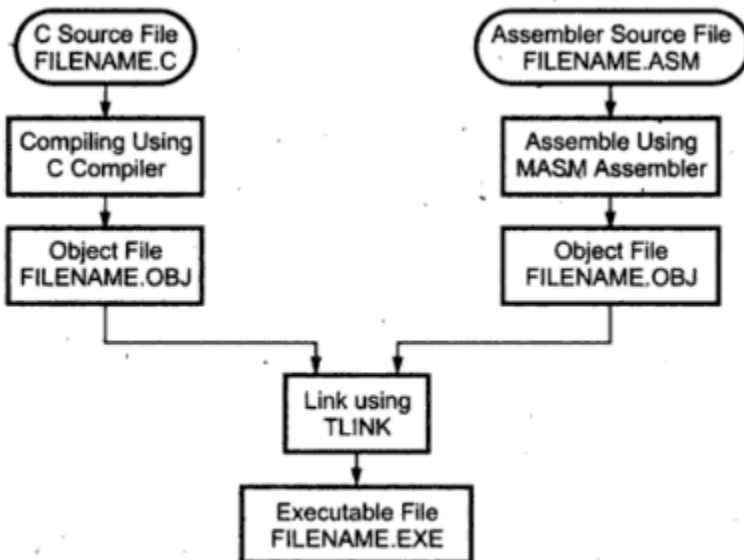 C Source File
FILENAME.C
Assembler Source File
FILENAME.ASM
Compiling Using
C Compiler
Assemble Using
MASM Assembler
Object File
FILENAME.OBJ
Object File
FILENAME.OBJ
Link using
TLINK
Executable File
FILENAME.EXE